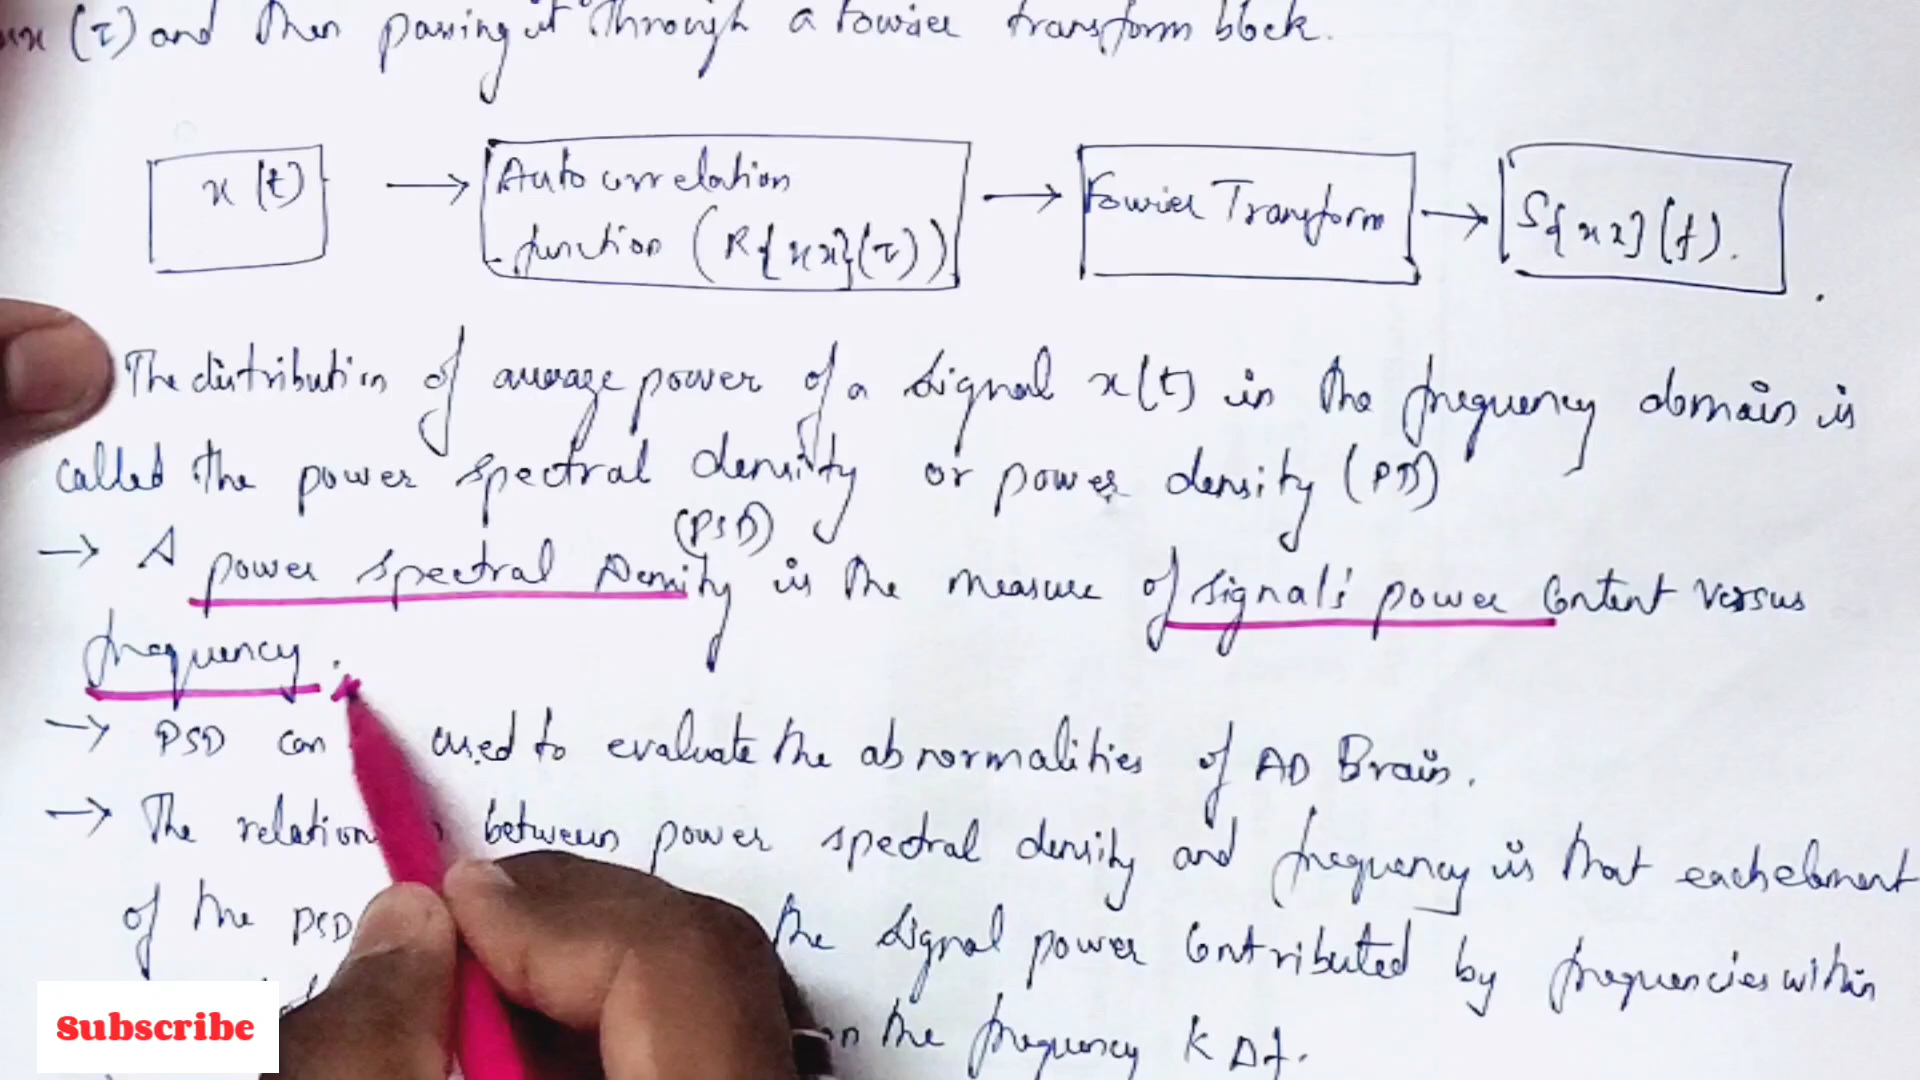 xx (τ) and then passing it through a Fourier transform block.
x (t) → Autocorrelation → Fourier Transform → S{xx}(f).
function (R{xx}(τ))
The distribution of average power of a signal x(t) in the frequency domain is
called the power spectral density or power density (PD)
(PSD)
→ A power spectral Density is the measure of signal's power content versus
frequency.
→ PSD can used to evaluate the abnormalities of AD Brain.
→ The relation between power spectral density and frequency is that each element
of the PSD the signal power contributed by frequencies within
on the frequency K Δf.
Subscribe